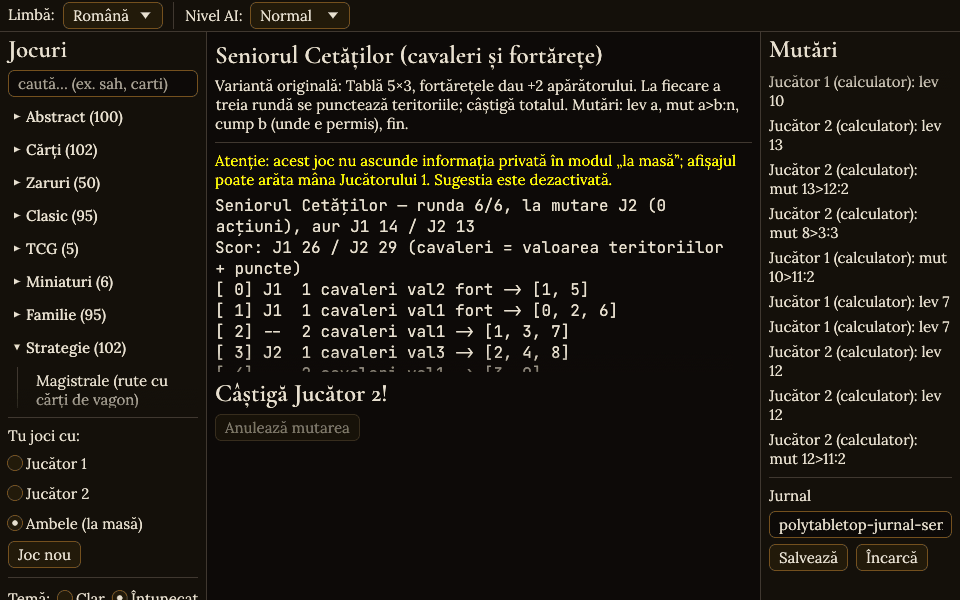 Limbă: Română ▼ Nivel AI: Normal ▼
Jocuri
caută... (ex. sah, carti)
▸ Abstract (100)
▸ Cărți (102)
▸ Zaruri (50)
▸ Clasic (95)
▸ TCG (5)
▸ Miniaturi (6)
▸ Familie (95)
▾ Strategie (102)
Magistrale (rute cu
cărți de vagon)
Tu joci cu:
Jucător 1
Jucător 2
Ambele (la masă)
Joc nou
Temă: Clar Întunecat
Seniorul Cetăților (cavaleri și fortărețe)
Variantă originală: Tablă 5×3, fortărețele dau +2 apărătorului. La fiecare
a treia rundă se punctează teritoriile; câștigă totalul. Mutări: lev a, mut a>b:n,
cump b (unde e permis), fin.
Atenție: acest joc nu ascunde informația privată în modul „la masă”; afișajul
poate arăta mâna Jucătorului 1. Sugestia este dezactivată.
Seniorul Cetăților — runda 6/6, la mutare J2 (0
acțiuni), aur J1 14 / J2 13
Scor: J1 26 / J2 29 (cavaleri = valoarea teritoriilor
+ puncte)
[ 0] J1  1 cavaleri val2 fort -> [1, 5]
[ 1] J1  1 cavaleri val1 fort -> [0, 2, 6]
[ 2] --  2 cavaleri val1 -> [1, 3, 7]
[ 3] J2  1 cavaleri val3 -> [2, 4, 8]
Câștigă Jucător 2!
Anulează mutarea
Mutări
Jucător 1 (calculator): lev
10
Jucător 2 (calculator): lev
13
Jucător 2 (calculator):
mut 13>12:2
Jucător 2 (calculator):
mut 8>3:3
Jucător 1 (calculator): mut
10>11:2
Jucător 1 (calculator): lev 7
Jucător 1 (calculator): lev 7
Jucător 2 (calculator): lev
12
Jucător 2 (calculator): lev
12
Jucător 2 (calculator):
mut 12>11:2
Jurnal
polytabletop-jurnal-ser
Salvează Încarcă